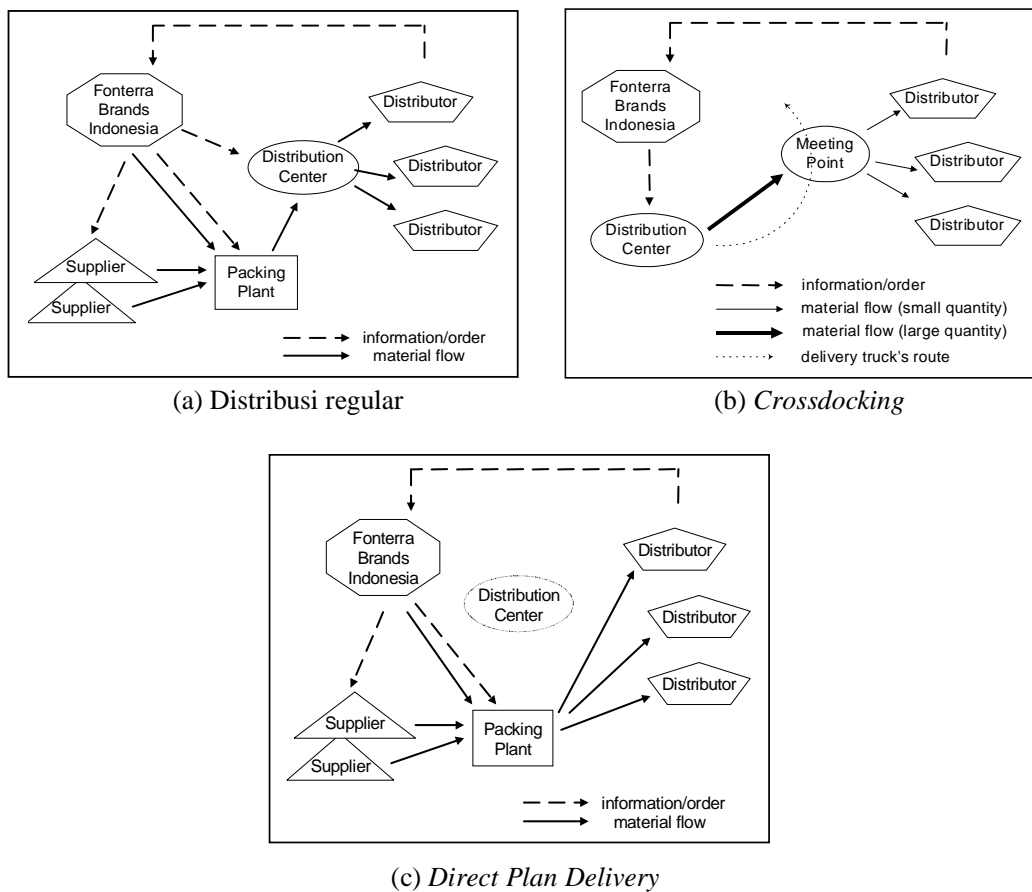 Fonterra
Brands
Indonesia
Distributor
Distribution
Center
Distributor
Distributor
Supplier
Supplier
Packing
Plant
information/order
material flow
(a) Distribusi regular
Fonterra
Brands
Indonesia
Distributor
Meeting
Point
Distributor
Distributor
Distribution
Center
information/order
material flow (small quantity)
material flow (large quantity)
delivery truck's route
(b) Crossdocking
Fonterra
Brands
Indonesia
Distributor
Distribution
Center
Distributor
Distributor
Supplier
Supplier
Packing
Plant
information/order
material flow
(c) Direct Plan Delivery